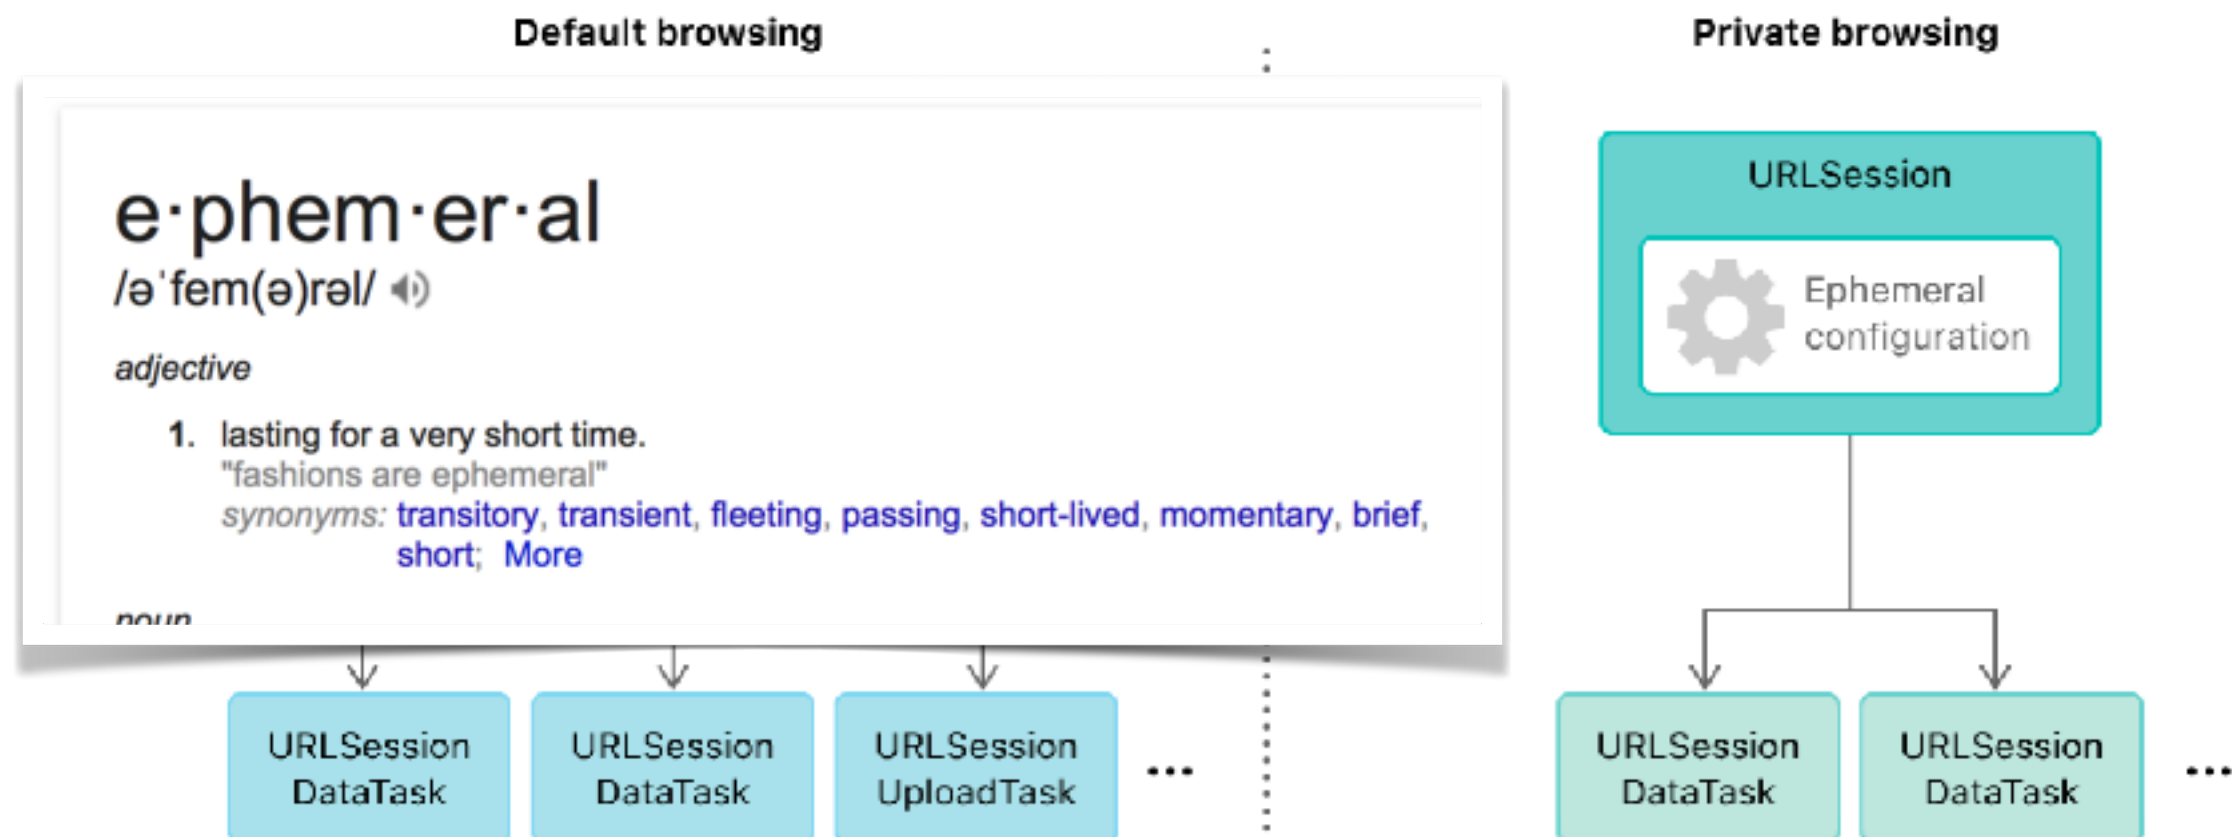 Default browsing
Private browsing
e·phem·er·al
/əˈfem(ə)rəl/
adjective
1. lasting for a very short time.
"fashions are ephemeral"
synonyms: transitory, transient, fleeting, passing, short-lived, momentary, brief,
short; More
noun
URLSession
Ephemeral
configuration
URLSession
DataTask
URLSession
DataTask
URLSession
UploadTask
...
URLSession
DataTask
URLSession
DataTask
...